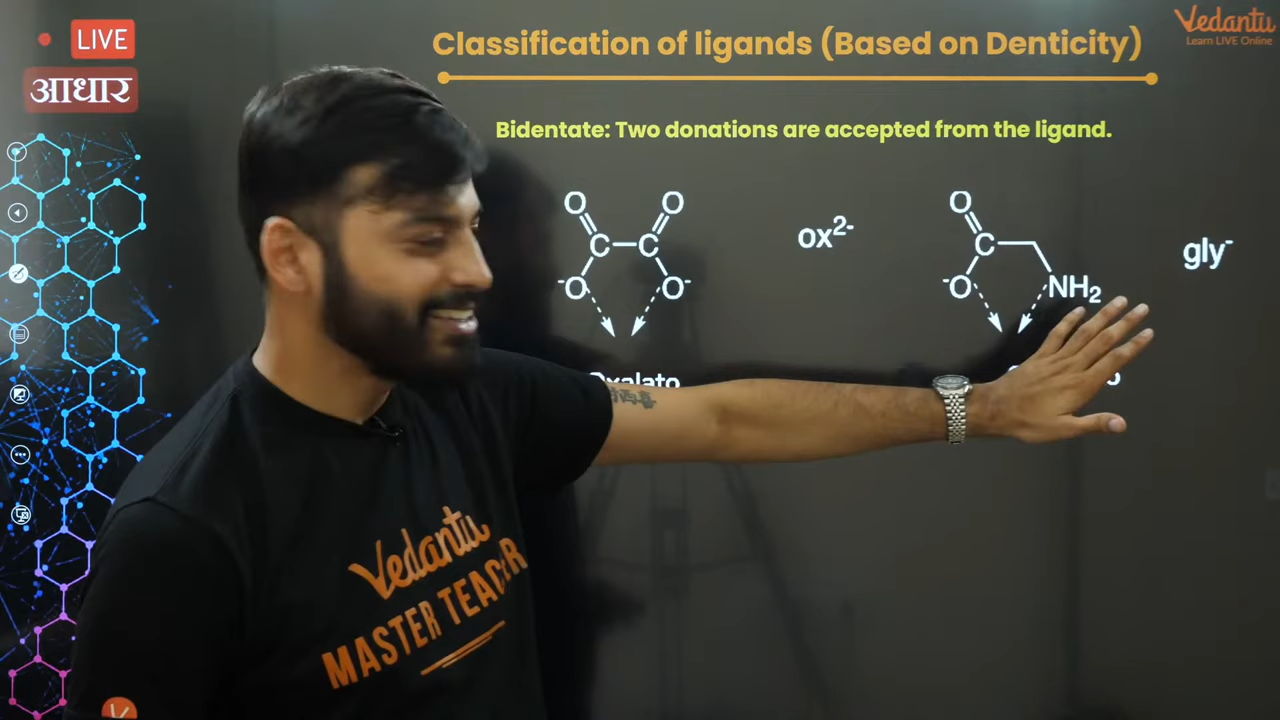 LIVE
आधार
Vedantu
Learn LIVE Online
Classification of ligands (Based on Denticity)
Bidentate: Two donations are accepted from the ligand.
O O
C C
-O O-
ox2-
O
C
-O NH2
gly-
Vedantu
MASTER TEACHER